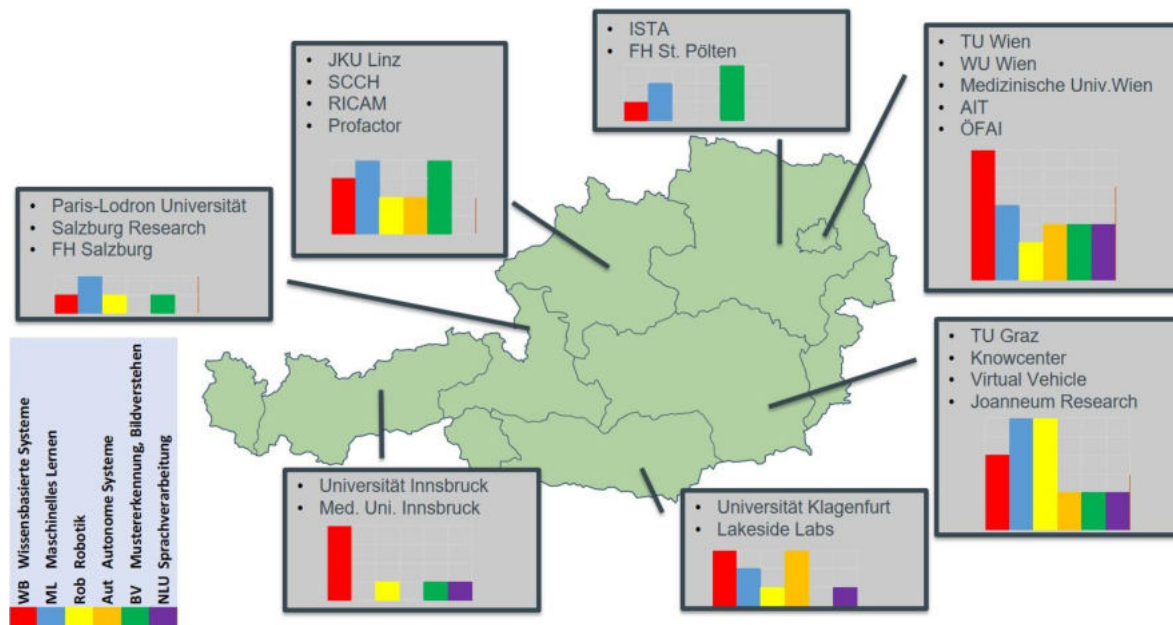 ISTA
FH St. Pölten
JKU Linz
SCCH
RICAM
Profactor
TU Wien
WU Wien
Medizinische Univ.Wien
AIT
ÖFAI
Paris-Lodron Universität
Salzburg Research
FH Salzburg
TU Graz
Knowcenter
Virtual Vehicle
Joanneum Research
Universität Innsbruck
Med. Uni. Innsbruck
Universität Klagenfurt
Lakeside Labs
WB Wissensbasierte Systeme
ML Maschinelles Lernen
Rob Robotik
Aut Autonome Systeme
BV Mustererkennung, Bildverstehen
NLU Sprachverarbeitung